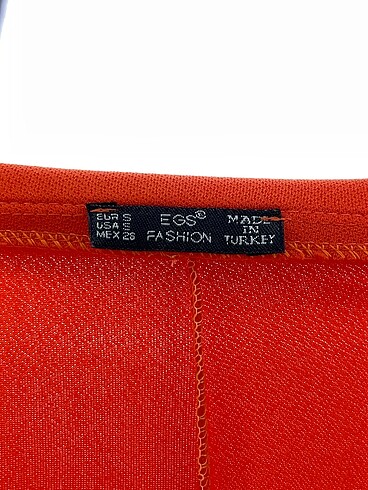 EUR S
USA S
MEX 26
EGS®
FASHION
MADE
IN
TURKEY